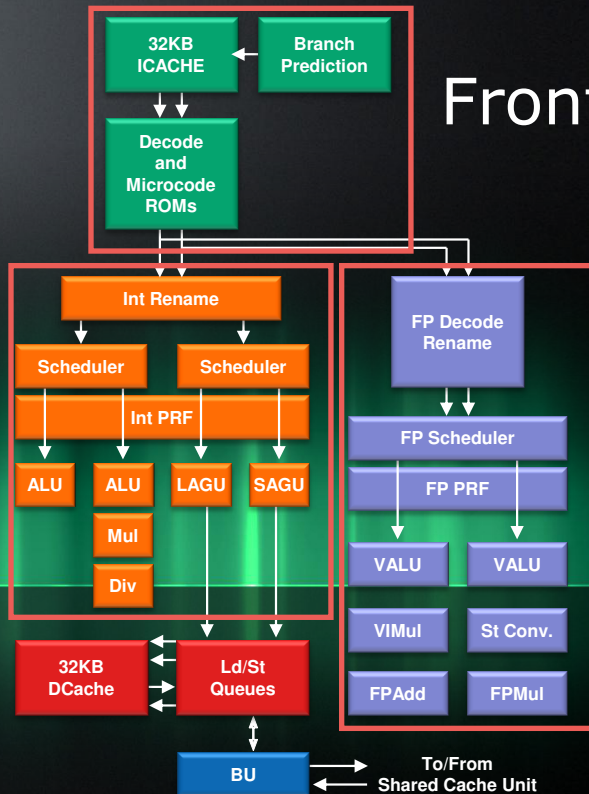 32KB
ICACHE
Branch
Prediction
Front
Decode
and
Microcode
ROMs
Int Rename
Scheduler
Scheduler
Int PRF
ALU
ALU
LAGU
SAGU
Mul
Div
FP Decode
Rename
FP Scheduler
FP PRF
VALU
VALU
VIMul
St Conv.
FPAdd
FPMul
32KB
DCache
Ld/St
Queues
BU
To/From
Shared Cache Unit